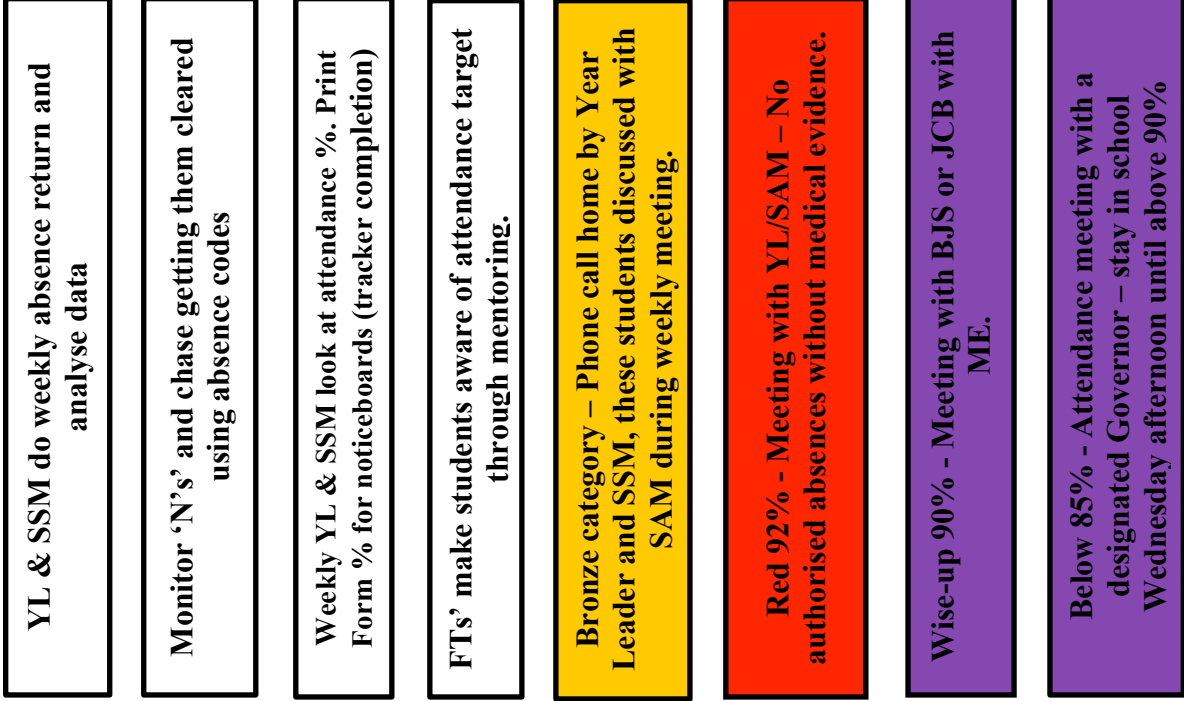 YL & SSM do weekly absence return and
analyse data
Monitor ‘N’s’ and chase getting them cleared
using absence codes
Weekly YL & SSM look at attendance %. Print
Form % for noticeboards (tracker completion)
FTs’ make students aware of attendance target
through mentoring.
Bronze category – Phone call home by Year
Leader and SSM, these students discussed with
SAM during weekly meeting.
Red 92% - Meeting with YL/SAM – No
authorised absences without medical evidence.
Wise-up 90% - Meeting with BJS or JCB with
ME.
Below 85% - Attendance meeting with a
designated Governor – stay in school
Wednesday afternoon until above 90%